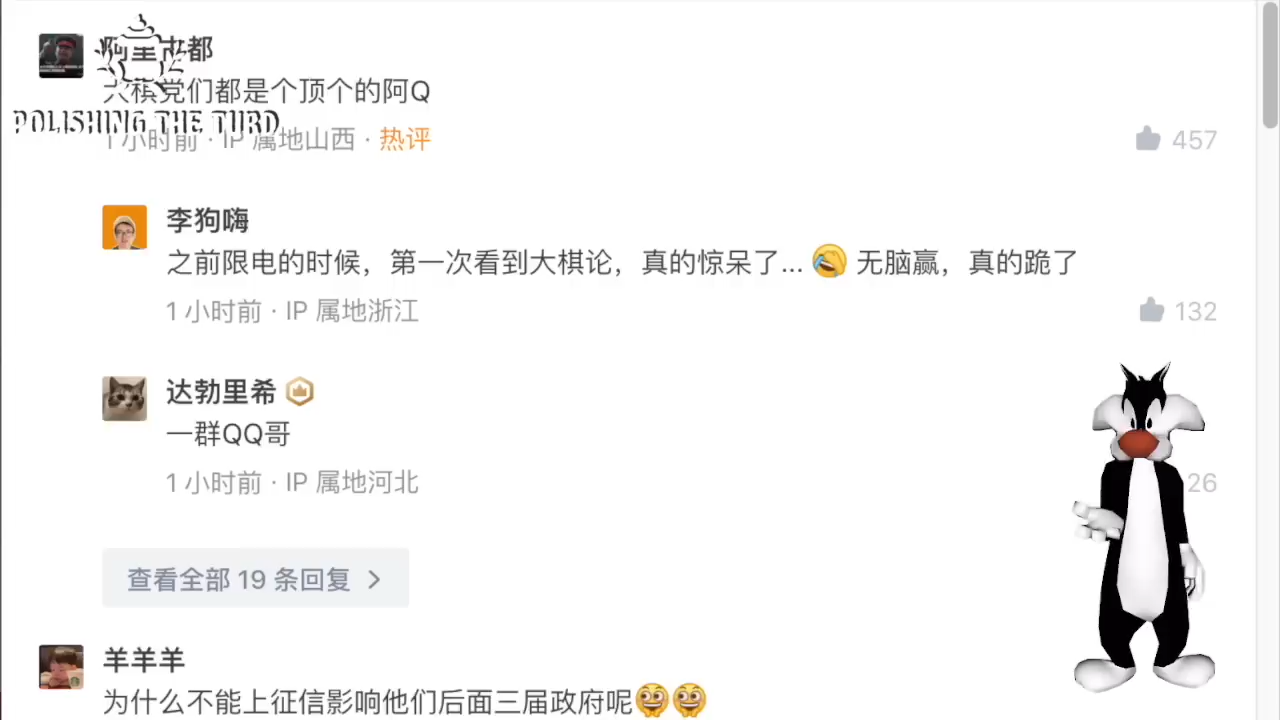 阿里木都
大棋党们都是个顶个的阿Q
POLISHING THE TURD
1小时前 · IP 属地山西 · 热评
457
李狗嗨
之前限电的时候，第一次看到大棋论，真的惊呆了... 无脑赢，真的跪了
1小时前 · IP 属地浙江
132
达勃里希
一群QQ哥
1小时前 · IP 属地河北
26
查看全部 19 条回复 >
羊羊羊
为什么不能上征信影响他们后面三届政府呢